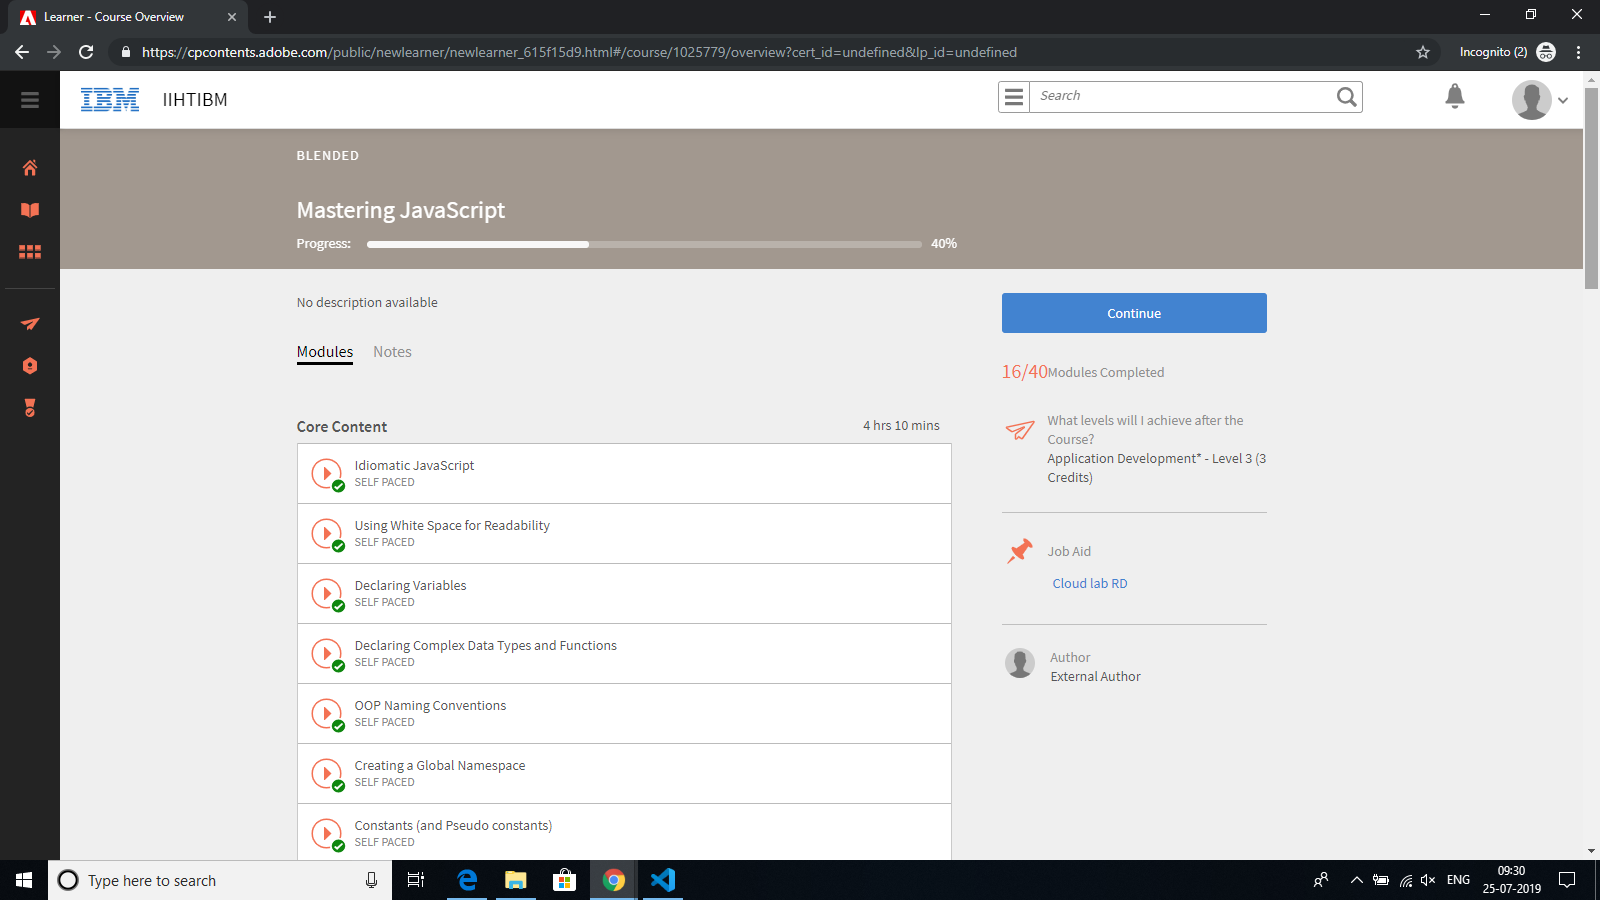 Learner - Course Overview
https://cpcontents.adobe.com/public/newlearner/newlearner_615f15d9.html#/course/1025779/overview?cert_id=undefined&lp_id=undefined
Incognito (2)
IBM
IIHTIBM
Search
BLENDED
Mastering JavaScript
Progress:
40%
No description available
Continue
Modules
Notes
16/40Modules Completed
Core Content
4 hrs 10 mins
What levels will I achieve after the
Course?
Application Development* - Level 3 (3
Credits)
Idiomatic JavaScript
SELF PACED
Using White Space for Readability
SELF PACED
Job Aid
Cloud lab RD
Declaring Variables
SELF PACED
Declaring Complex Data Types and Functions
SELF PACED
Author
External Author
OOP Naming Conventions
SELF PACED
Creating a Global Namespace
SELF PACED
Constants (and Pseudo constants)
SELF PACED
Type here to search
ENG
09:30
25-07-2019